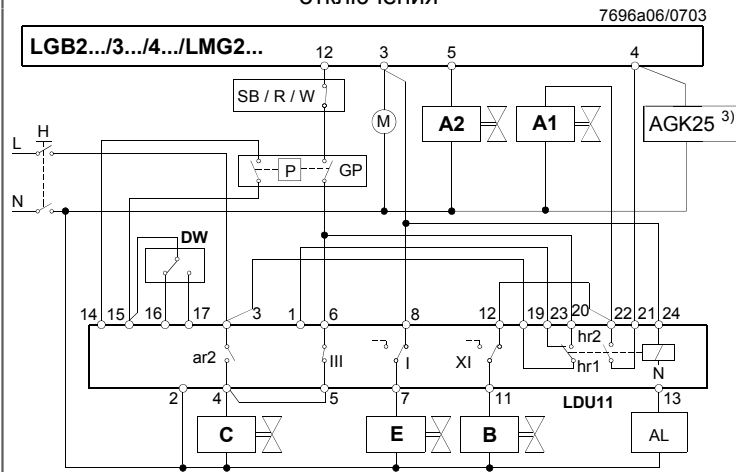 ОТКЛЮЧЕНИЯ
7696a06/0703
LGB2.../3.../4.../LMG2...
12 3 5 4
SB / R / W
M
A2
A1
AGK25 3)
H
L
P
GP
N
DW
14 15 16 17 3 1 6 8 12 19 23 20 22 21 24
hr2
ar2
III
I
XI
hr1
N
2 4 5 7 11 13
LDU11
C
E
B
AL